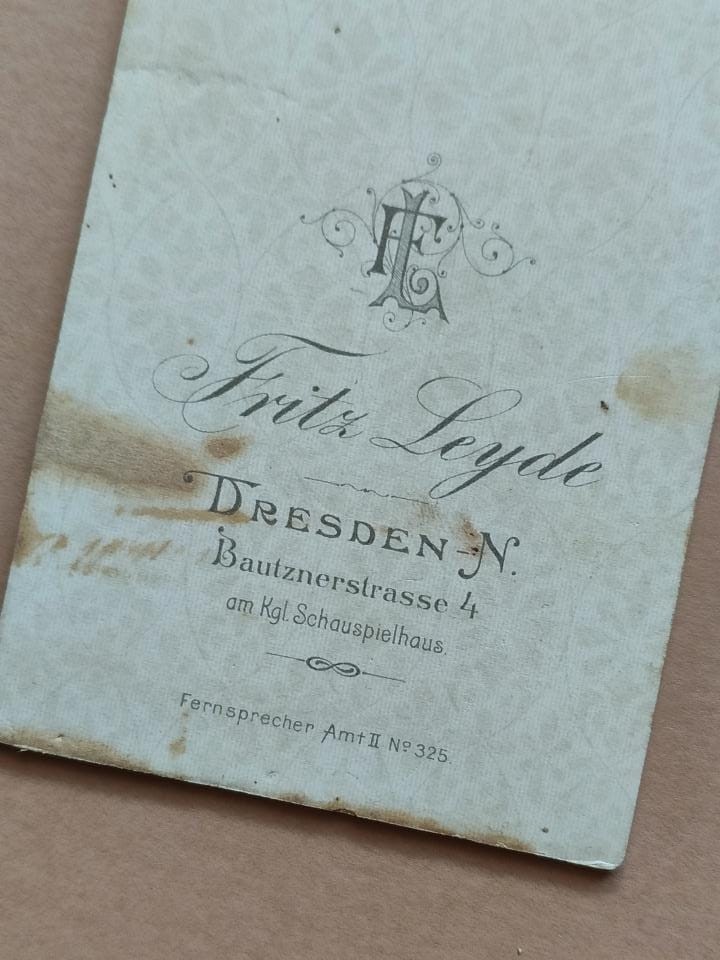 FL
Fritz Leyde
DRESDEN-N.
Bautznerstrasse 4
am Kgl. Schauspielhaus.
Fernsprecher Amt II Nº 325.